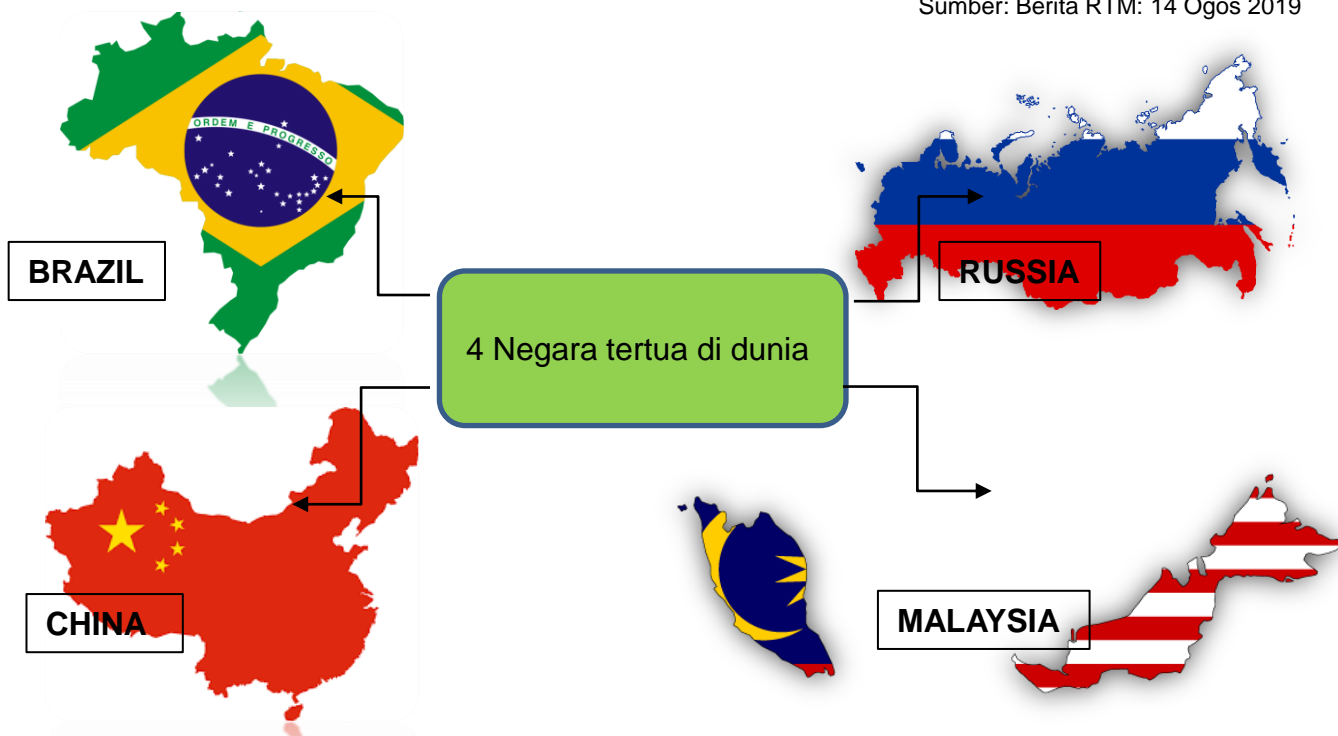 Sumber: Berita RTM: 14 Ogos 2019
ORDEM E PROGRESSO
BRAZIL
RUSSIA
4 Negara tertua di dunia
CHINA
MALAYSIA